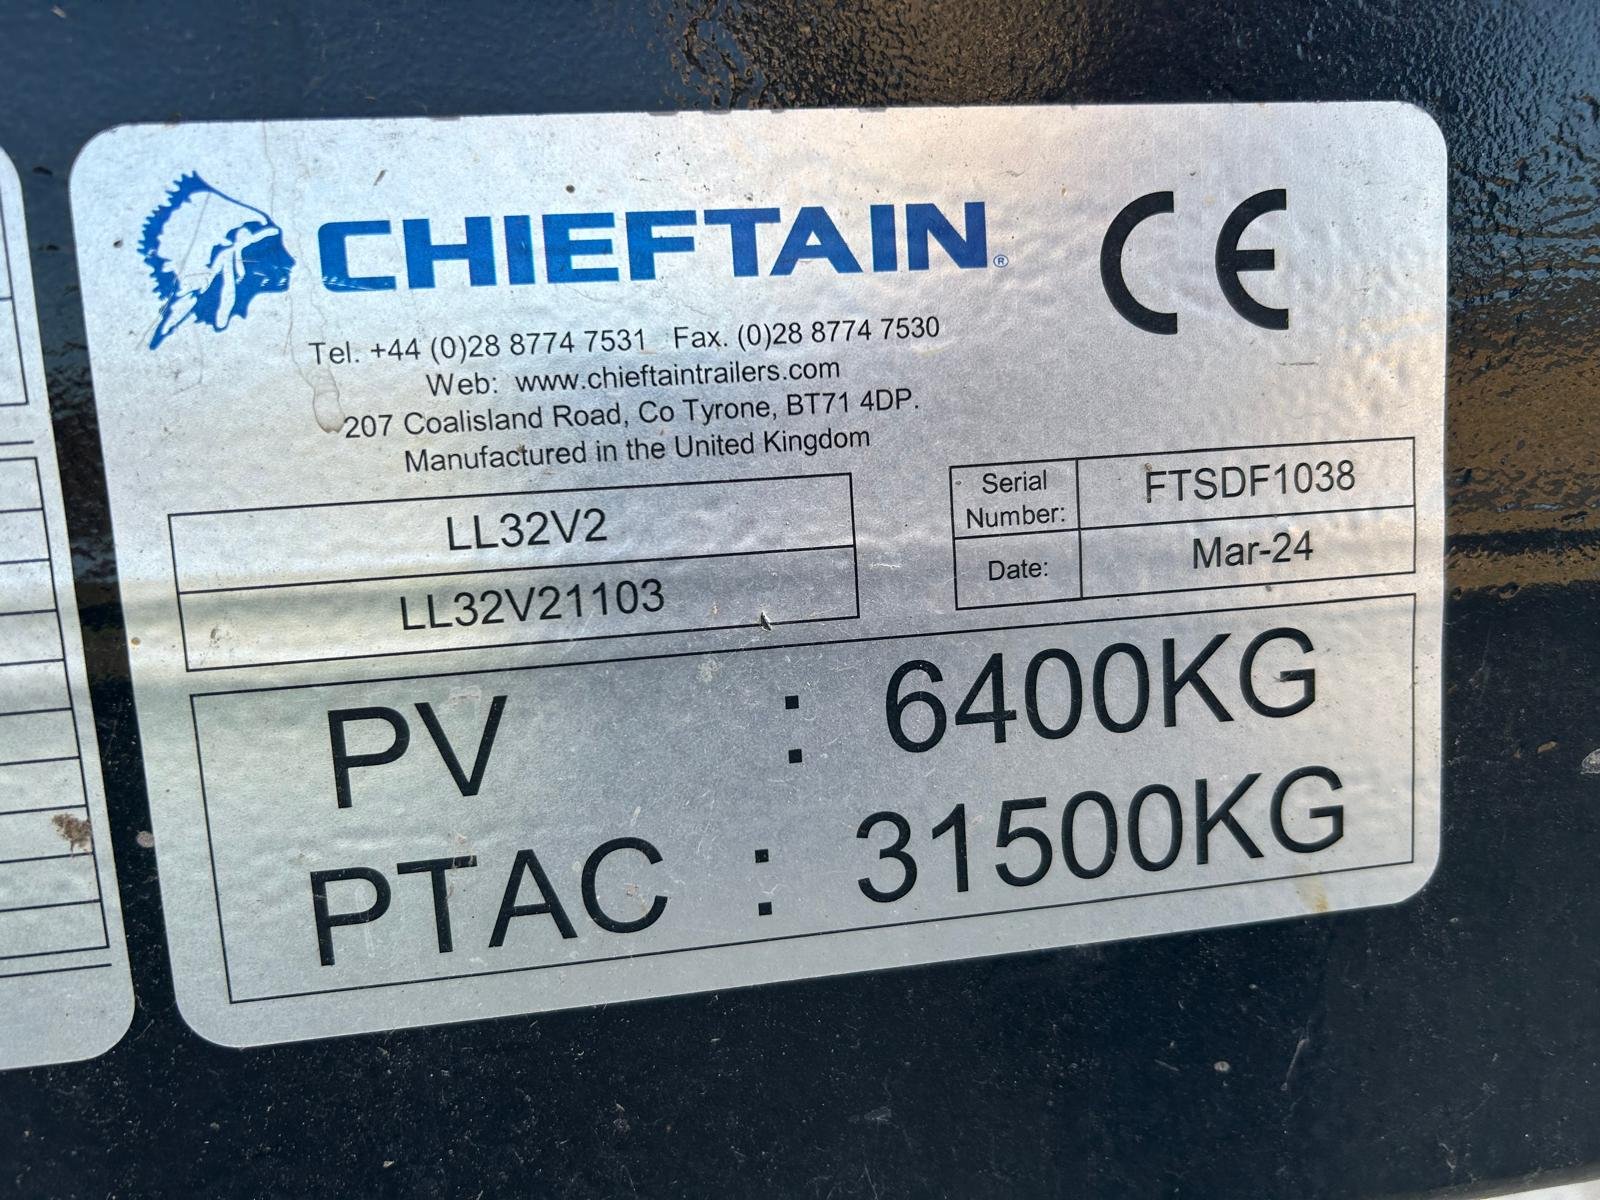 CHIEFTAIN®
CE
Tel. +44 (0)28 8774 7531 Fax. (0)28 8774 7530
Web: www.chieftaintrailers.com
207 Coalisland Road, Co Tyrone, BT71 4DP.
Manufactured in the United Kingdom
LL32V2
LL32V21103
Serial Number: FTSDF1038
Date: Mar-24
PV : 6400KG
PTAC : 31500KG